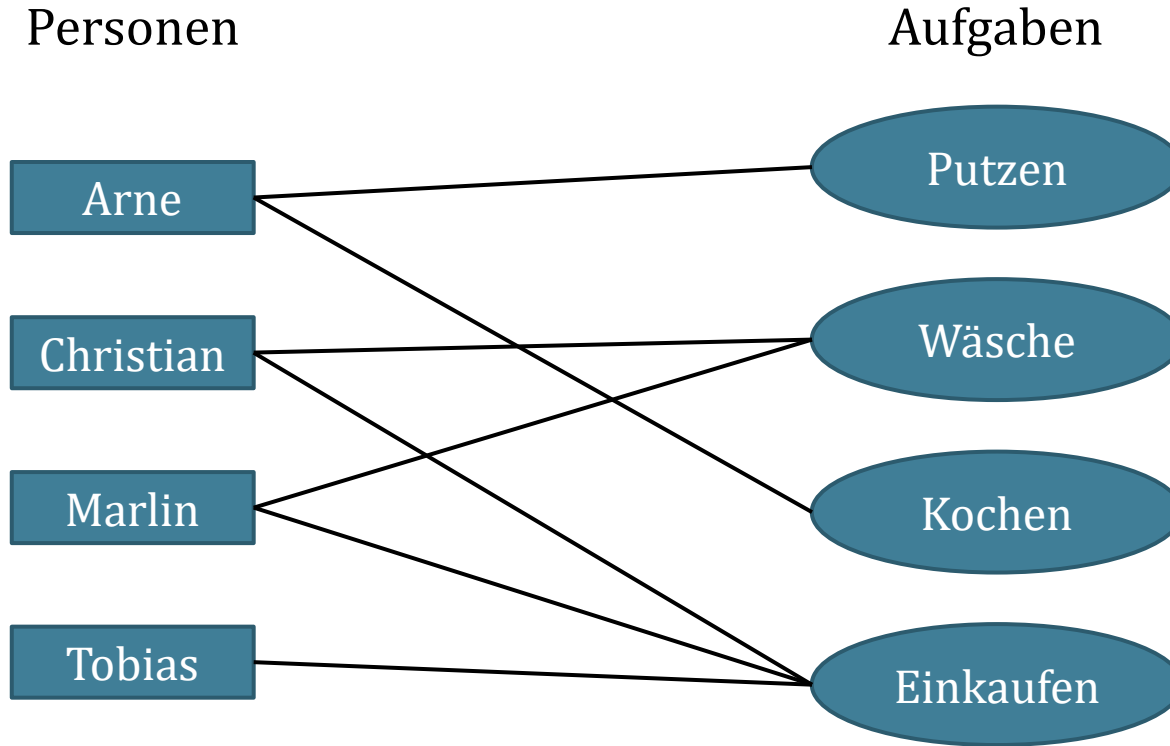 Personen
Aufgaben
Arne
Putzen
Christian
Wäsche
Marlin
Kochen
Tobias
Einkaufen